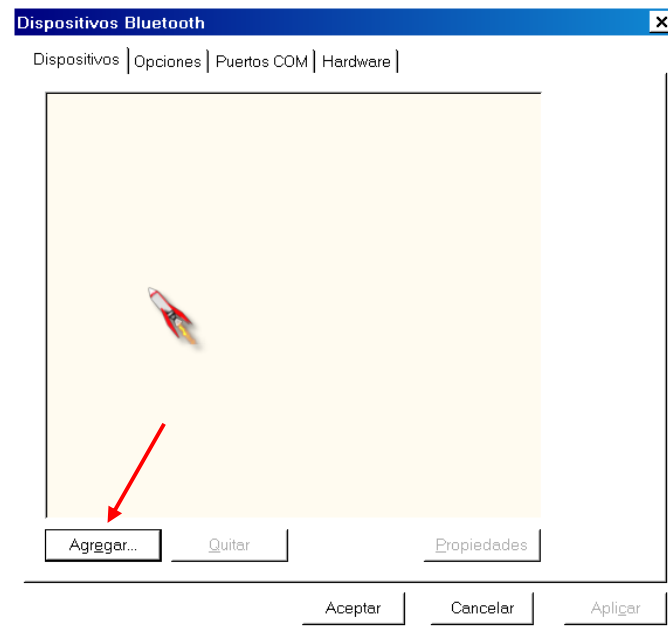 Dispositivos Bluetooth
Dispositivos Opciones Puertos COM Hardware
Agregar... Quitar Propiedades
Aceptar Cancelar Aplicar